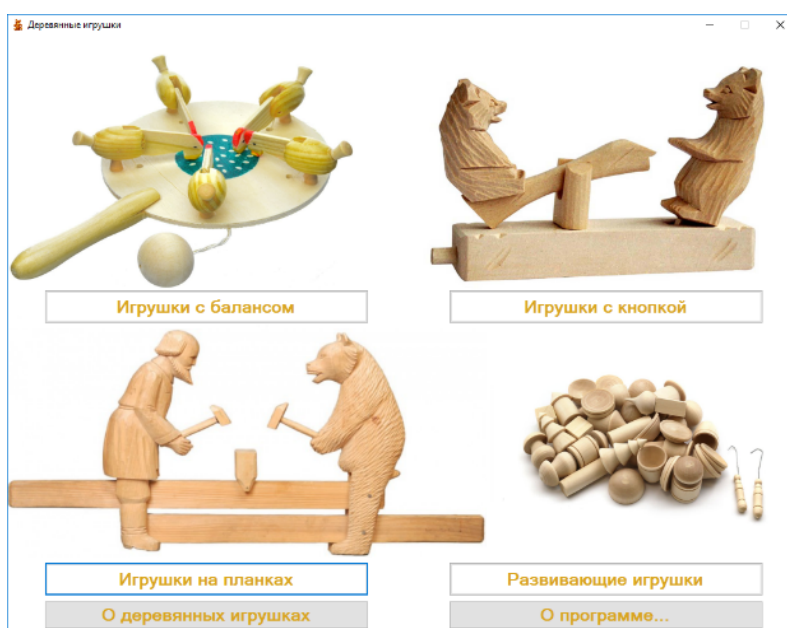 Деревянные игрушки
Игрушки с балансом
Игрушки с кнопкой
Игрушки на планках
Развивающие игрушки
О деревянных игрушках
О программе...